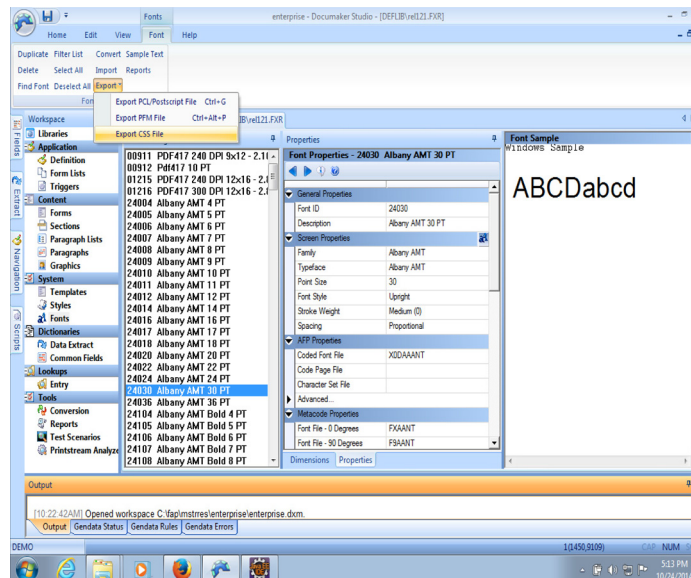 Fonts
enterprise - Documaker Studio - [DEFLIB\rel121.FXR]
Home Edit View Font Help
Duplicate Filter List Convert Sample Text
Delete Select All Import Reports
Find Font Deselect All Export
Export PCL/Postscript File Ctrl+G
Export PFM File Ctrl+Alt+P
Export CSS File
Workspace
Libraries
Application
Definition
Form Lists
Triggers
Content
Forms
Sections
Paragraph Lists
Paragraphs
Graphics
System
Templates
Styles
Fonts
Dictionaries
Data Extract
Common Fields
Lookups
Entry
Tools
Conversion
Reports
Test Scenarios
Printstream Analyze
Fields
Extract
Navigation
Scripts
IB\rel121.FXR
00911 PDF417 240 DPI 9x12 - 2.1
00912 Pdf417 10 PT
01215 PDF417 240 DPI 12x16 - 2.
01216 PDF417 300 DPI 12x16 - 2.
24004 Albany AMT 4 PT
24005 Albany AMT 5 PT
24006 Albany AMT 6 PT
24007 Albany AMT 7 PT
24008 Albany AMT 8 PT
24009 Albany AMT 9 PT
24010 Albany AMT 10 PT
24011 Albany AMT 11 PT
24012 Albany AMT 12 PT
24014 Albany AMT 14 PT
24016 Albany AMT 16 PT
24017 Albany AMT 17 PT
24018 Albany AMT 18 PT
24020 Albany AMT 20 PT
24022 Albany AMT 22 PT
24024 Albany AMT 24 PT
24030 Albany AMT 30 PT
24036 Albany AMT 36 PT
24104 Albany AMT Bold 4 PT
24105 Albany AMT Bold 5 PT
24106 Albany AMT Bold 6 PT
24107 Albany AMT Bold 7 PT
24108 Albany AMT Bold 8 PT
Properties
Font Properties - 24030 Albany AMT 30 PT
General Properties
Font ID 24030
Description Albany AMT 30 PT
Screen Properties
Family Albany AMT
Typeface Albany AMT
Point Size 30
Font Style Upright
Stroke Weight Medium (0)
Spacing Proportional
AFP Properties
Coded Font File X0DAAANT
Code Page File
Character Set File
Advanced...
Metacode Properties
Font File - 0 Degrees FXAANT
Font File - 90 Degrees F9AANT
Dimensions Properties
Font Sample
Windows Sample
ABCDabcd
Output
[10:22:42AM] Opened workspace C:\fap\mstrres\enterprise\enterprise.dxm.
Output Gendata Status Gendata Rules Gendata Errors
DEMO
1(1450,9109) CAP NUM
5:13 PM